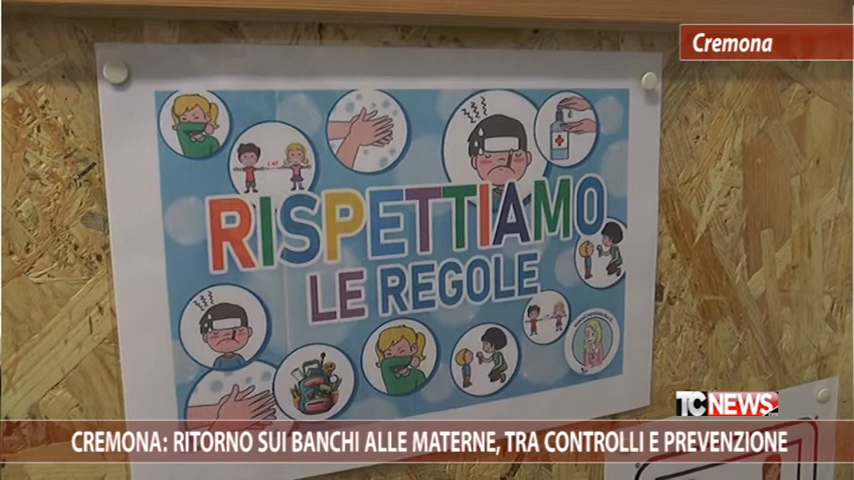 Cremona
RISPETTIAMO
LE REGOLE
TC NEWS
CREMONA: RITORNO SUI BANCHI ALLE MATERNE, TRA CONTROLLI E PREVENZIONE